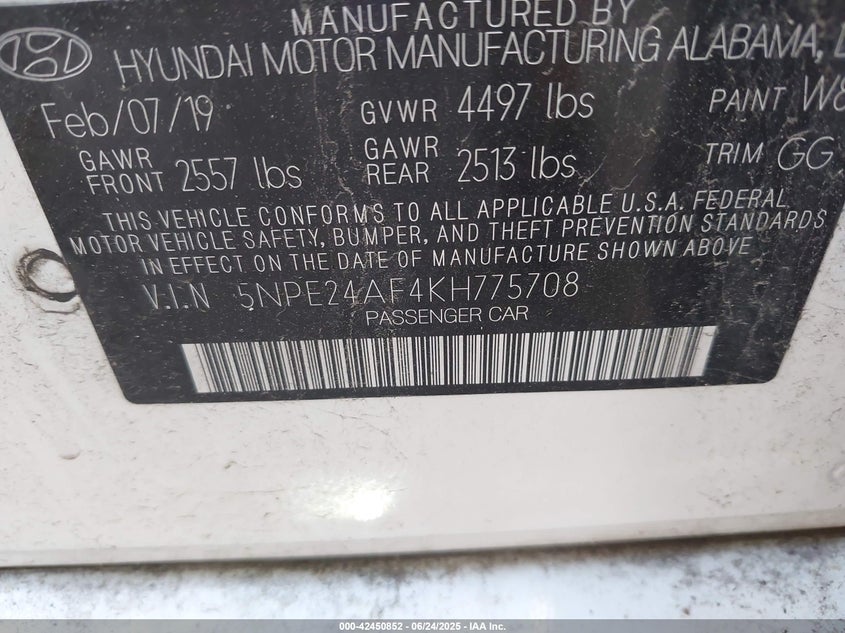 MANUFACTURED BY
HYUNDAI MOTOR MANUFACTURING ALABAMA,
Feb/07/19 GVWR 4497 lbs PAINT W8
GAWR FRONT 2557 lbs GAWR REAR 2513 lbs TRIM GG
THIS VEHICLE CONFORMS TO ALL APPLICABLE U.S.A. FEDERAL
MOTOR VEHICLE SAFETY, BUMPER, AND THEFT PREVENTION STANDARDS
IN EFFECT ON THE DATE OF MANUFACTURE SHOWN ABOVE
V.I.N 5NPE24AF4KH775708
PASSENGER CAR
000-42450852 - 06/24/2025 - IAA Inc.